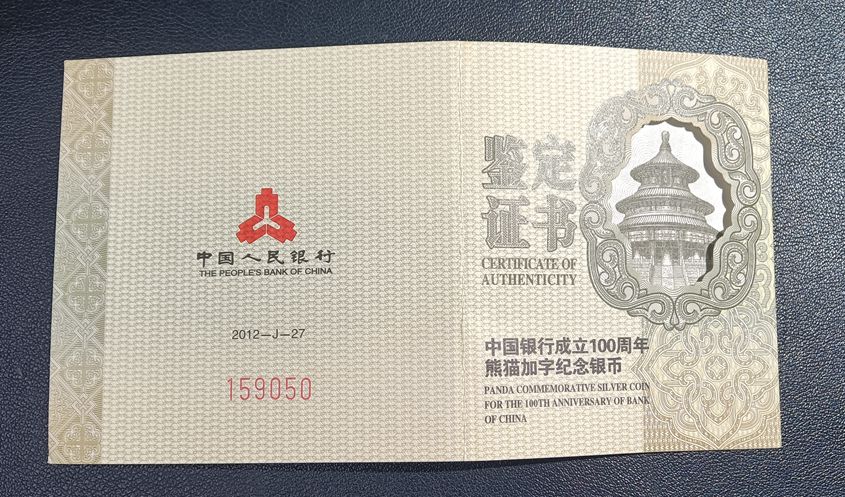 中国人民银行
THE PEOPLE'S BANK OF CHINA
2012—J—27
159050
鉴定
证书
CERTIFICATE OF
AUTHENTICITY
中国银行成立100周年
熊猫加字纪念银币
PANDA COMMEMORATIVE SILVER COIN
FOR THE 100TH ANNIVERSARY OF BANK
OF CHINA